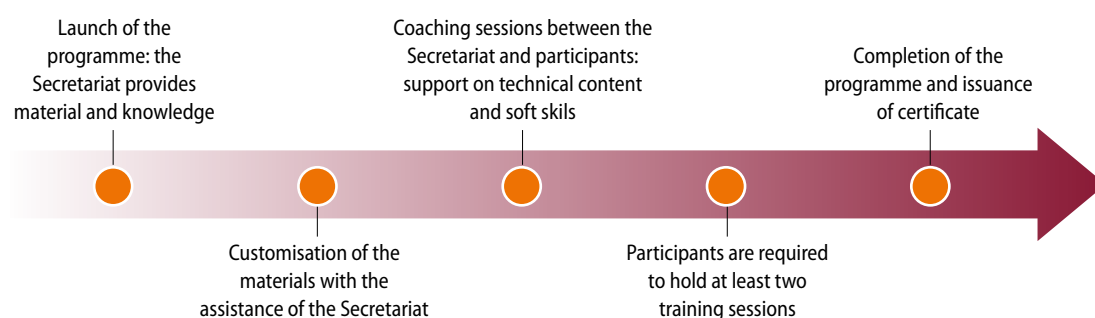 Launch of the
programme: the
Secretariat provides
material and knowledge
Customisation of the
materials with the
assistance of the Secretariat
Coaching sessions between the
Secretariat and participants:
support on technical content
and soft skils
Participants are required
to hold at least two
training sessions
Completion of the
programme and issuance
of certificate